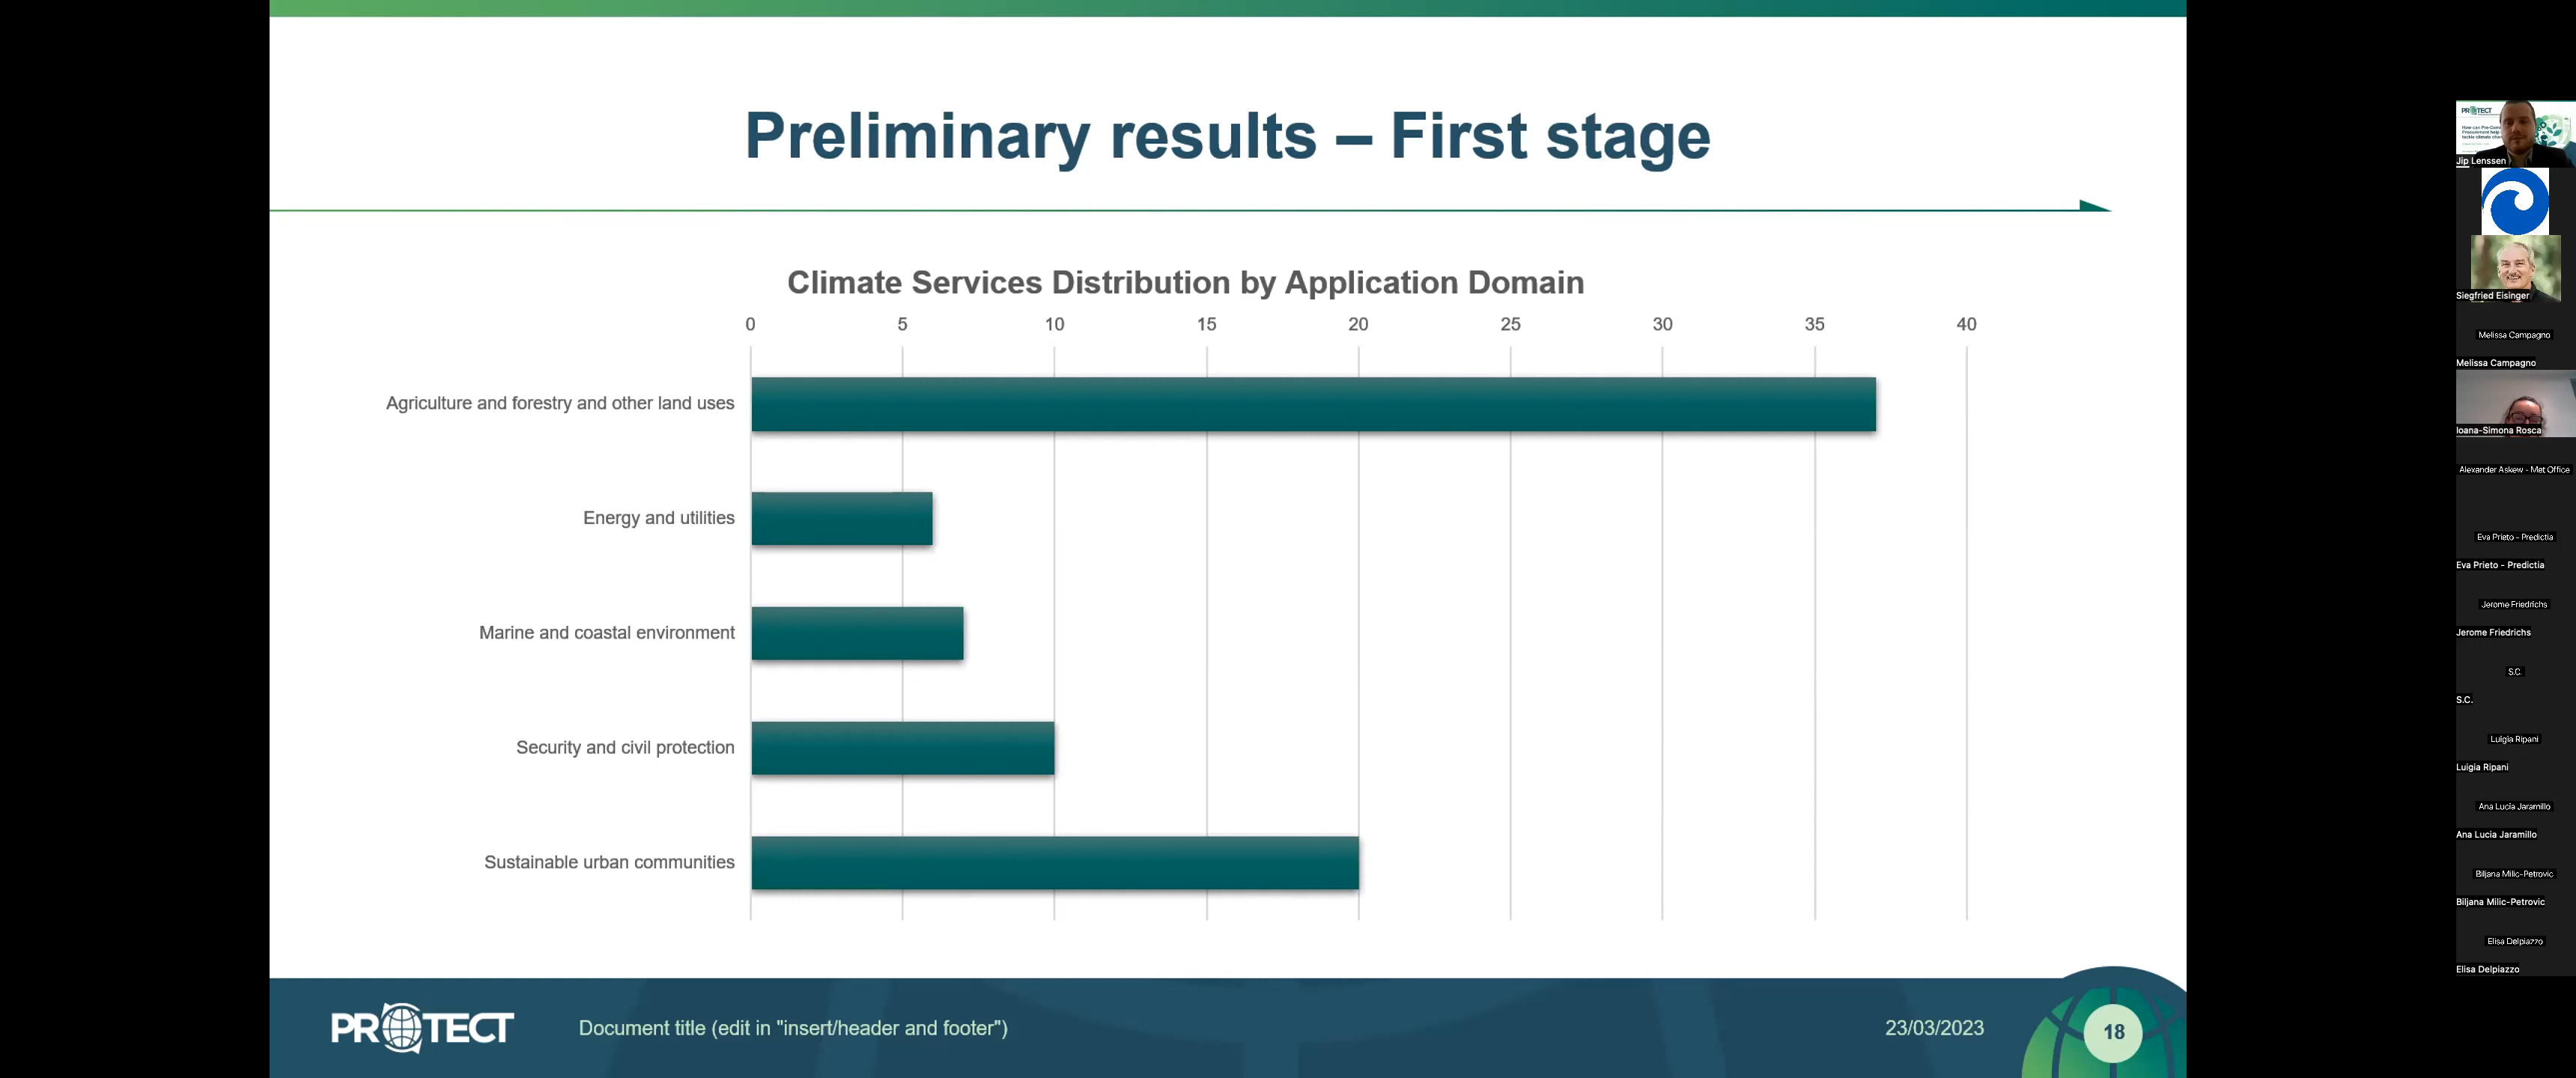 Preliminary results – First stage
Climate Services Distribution by Application Domain
0 5 10 15 20 25 30 35 40
Agriculture and forestry and other land uses
Energy and utilities
Marine and coastal environment
Security and civil protection
Sustainable urban communities
PROTECT
Document title (edit in "insert/header and footer")
23/03/2023
18
PROTECT
Jip Lenssen
Siegfried Eisinger
Melissa Campagno
Melissa Campagno
Ioana-Simona Rosca
Alexander Askew - Met Office
Eva Prieto - Predictia
Eva Prieto - Predictia
Jerome Friedrichs
Jerome Friedrichs
S.C.
S.C.
Luigia Ripani
Luigia Ripani
Ana Lucia Jaramillo
Ana Lucia Jaramillo
Biljana Milic-Petrovic
Biljana Milic-Petrovic
Elisa Delpiazzo
Elisa Delpiazzo